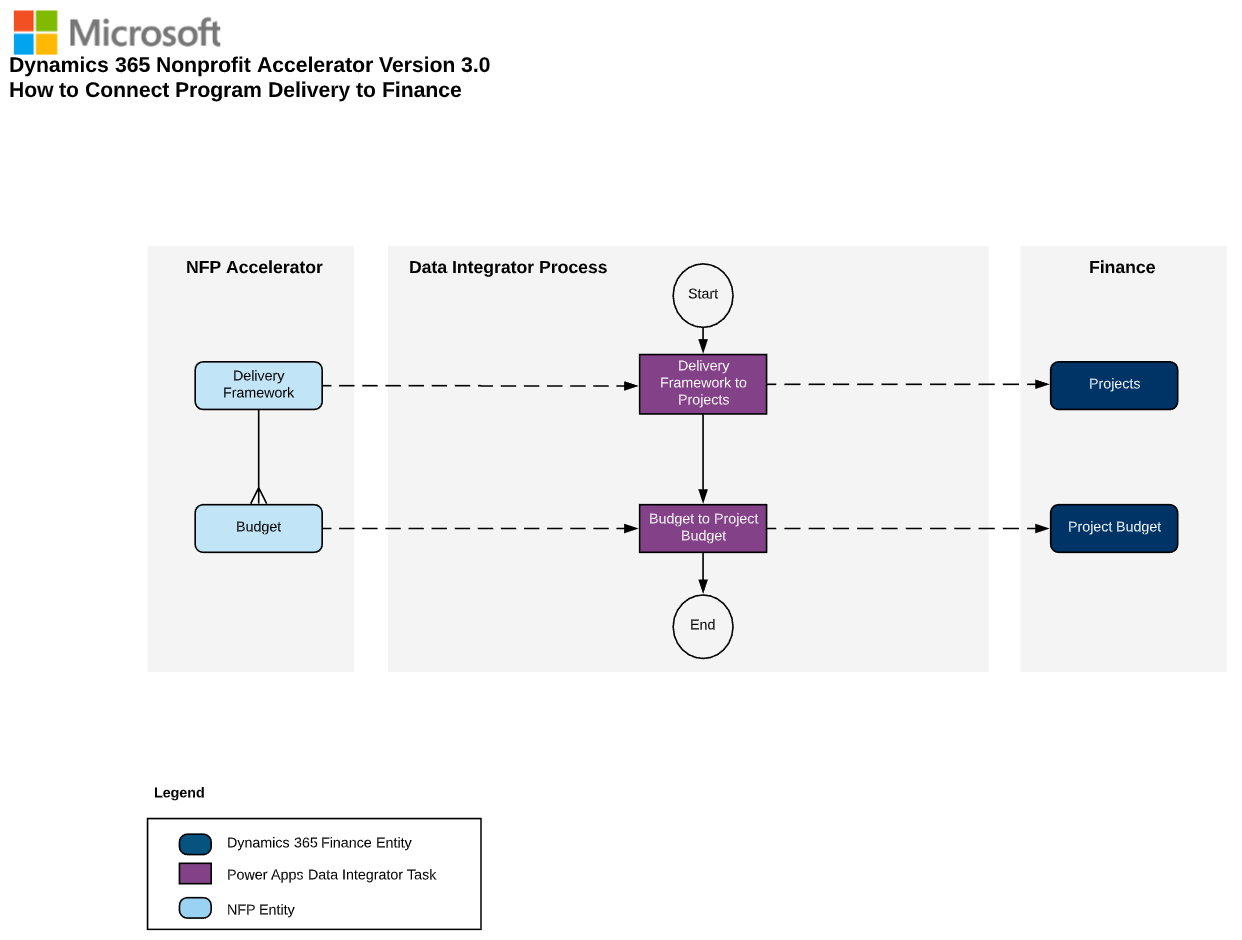 Microsoft
Dynamics 365 Nonprofit Accelerator Version 3.0
How to Connect Program Delivery to Finance
NFP Accelerator
Data Integrator Process
Finance
Start
Delivery
Framework
Delivery
Framework to
Projects
Projects
Budget
Budget to Project
Budget
Project Budget
End
Legend
Dynamics 365 Finance Entity
Power Apps Data Integrator Task
NFP Entity